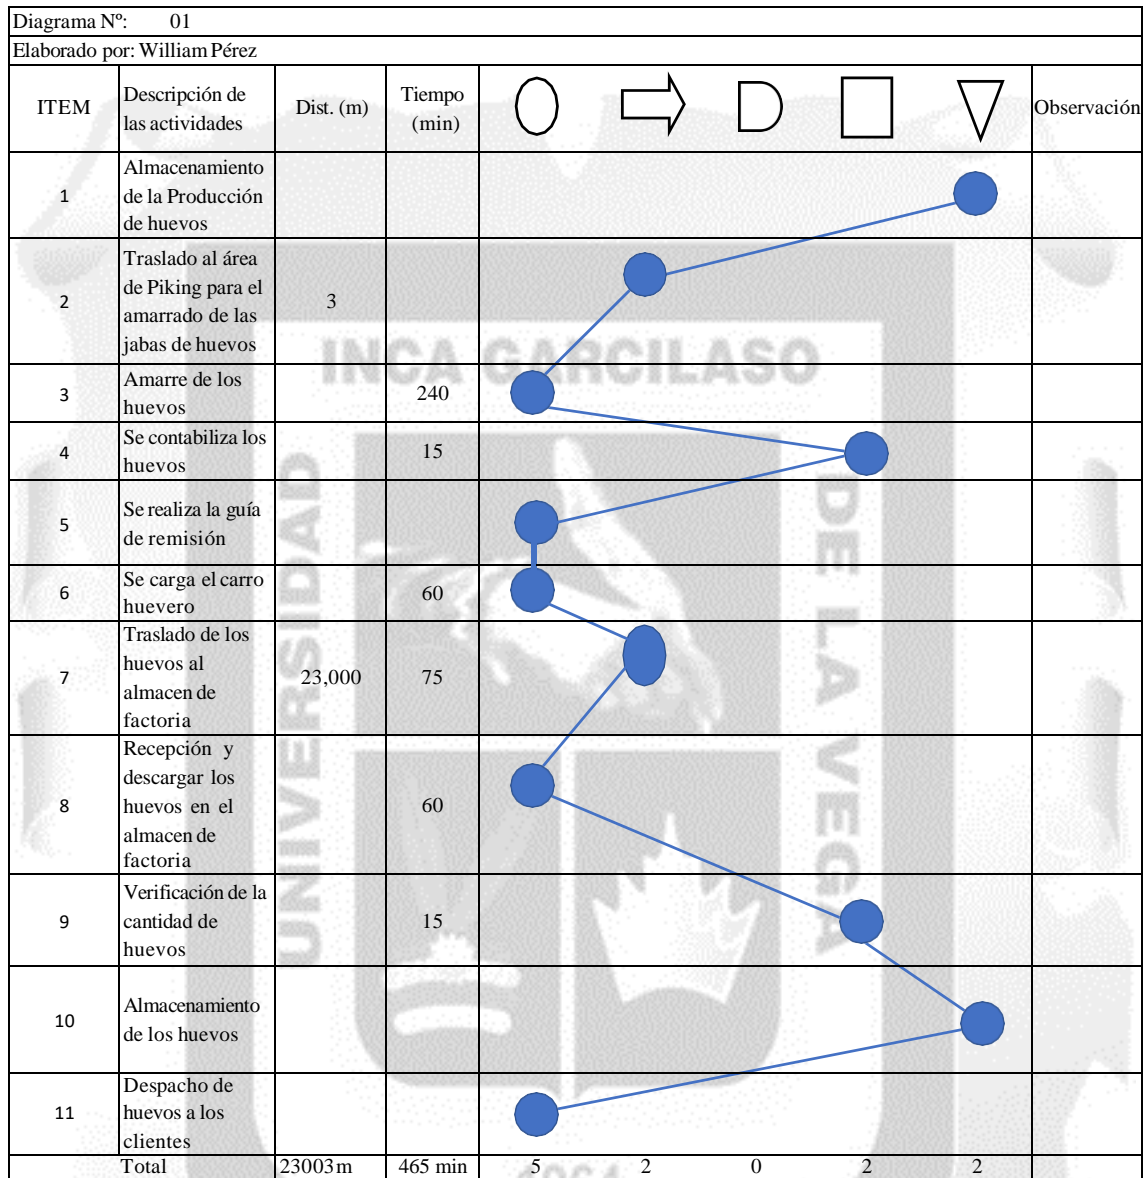 Diagrama Nº: 01
Elaborado por: William Pérez
ITEM
Descripción de
las actividades
Dist. (m)
Tiempo
(min)
Observación
1
Almacenamiento
de la Producción
de huevos
2
Traslado al área
de Piking para el
amarrado de las
jabas de huevos
3
3
Amarre de los
huevos
240
4
Se contabiliza los
huevos
15
5
Se realiza la guía
de remisión
6
Se carga el carro
huevero
60
7
Traslado de los
huevos al
almacen de
factoria
23,000
75
8
Recepción y
descargar los
huevos en el
almacen de
factoria
60
9
Verificación de la
cantidad de
huevos
15
10
Almacenamiento
de los huevos
11
Despacho de
huevos a los
clientes
Total 23003m 465 min 5 2 0 2 2
UNIVERSIDAD
INCA GARCILASO
DE LA VEGA
1964